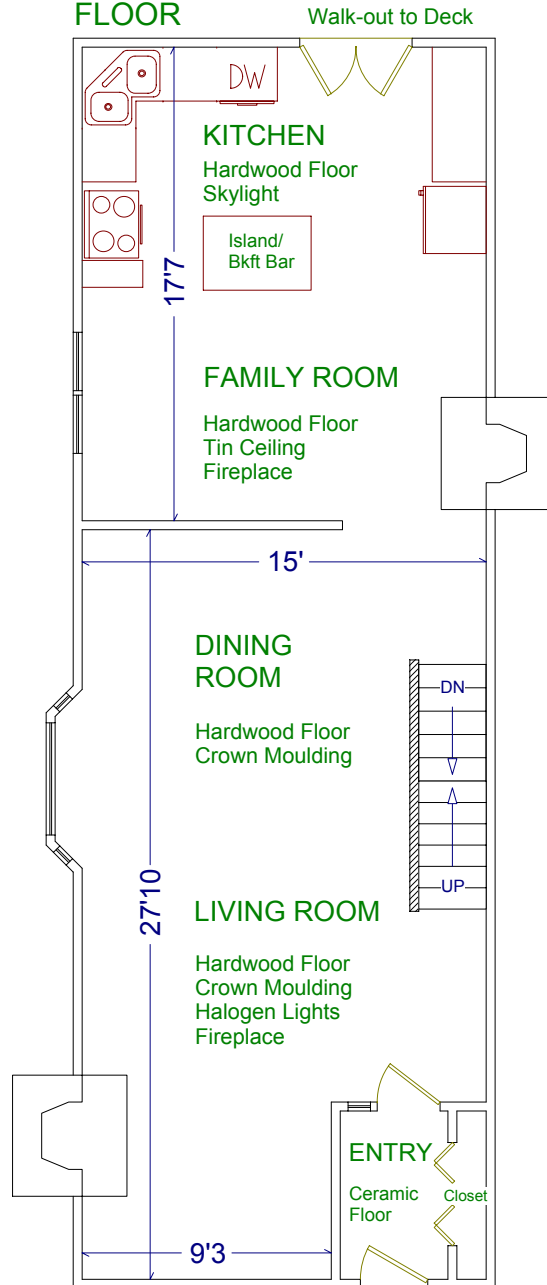 FLOOR
Walk-out to Deck
DW
KITCHEN
Hardwood Floor
Skylight
Island/
Bkft Bar
17'7
FAMILY ROOM
Hardwood Floor
Tin Ceiling
Fireplace
15'
DINING
ROOM
Hardwood Floor
Crown Moulding
DN
UP
27'10
LIVING ROOM
Hardwood Floor
Crown Moulding
Halogen Lights
Fireplace
ENTRY
Ceramic
Floor
Closet
9'3